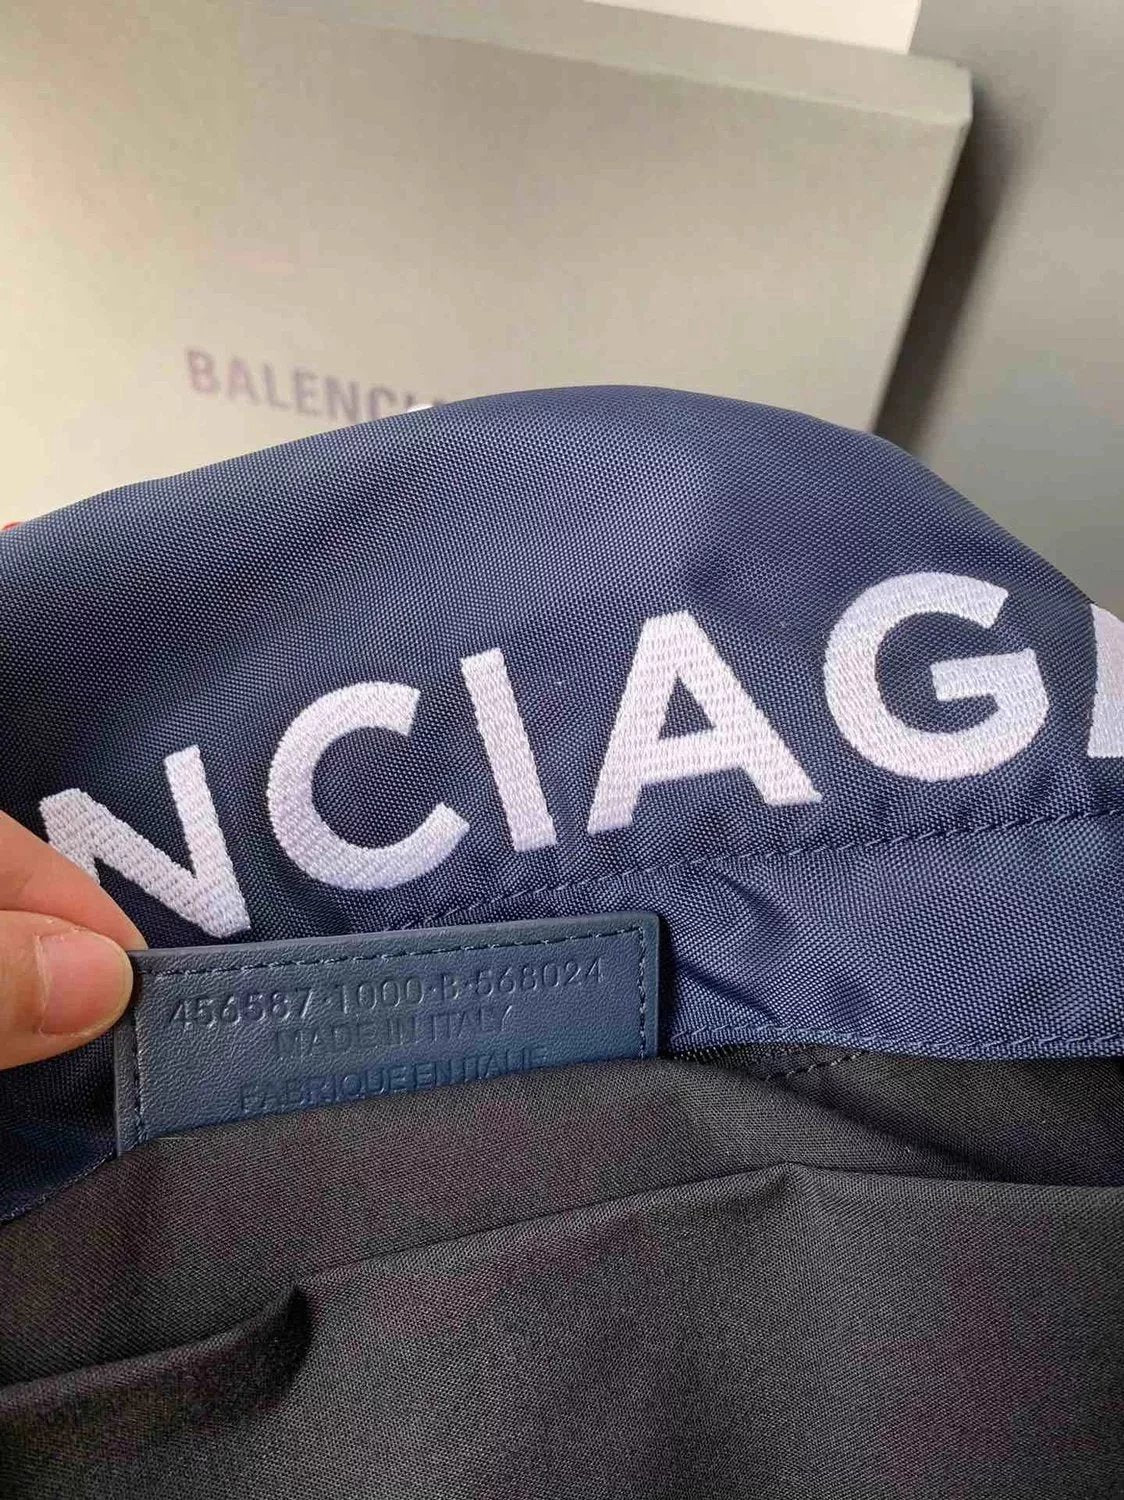 BALENCI
NCIAG
456587·1000·B·568024
MADE IN ITALY
FABRIQUE EN ITALIE